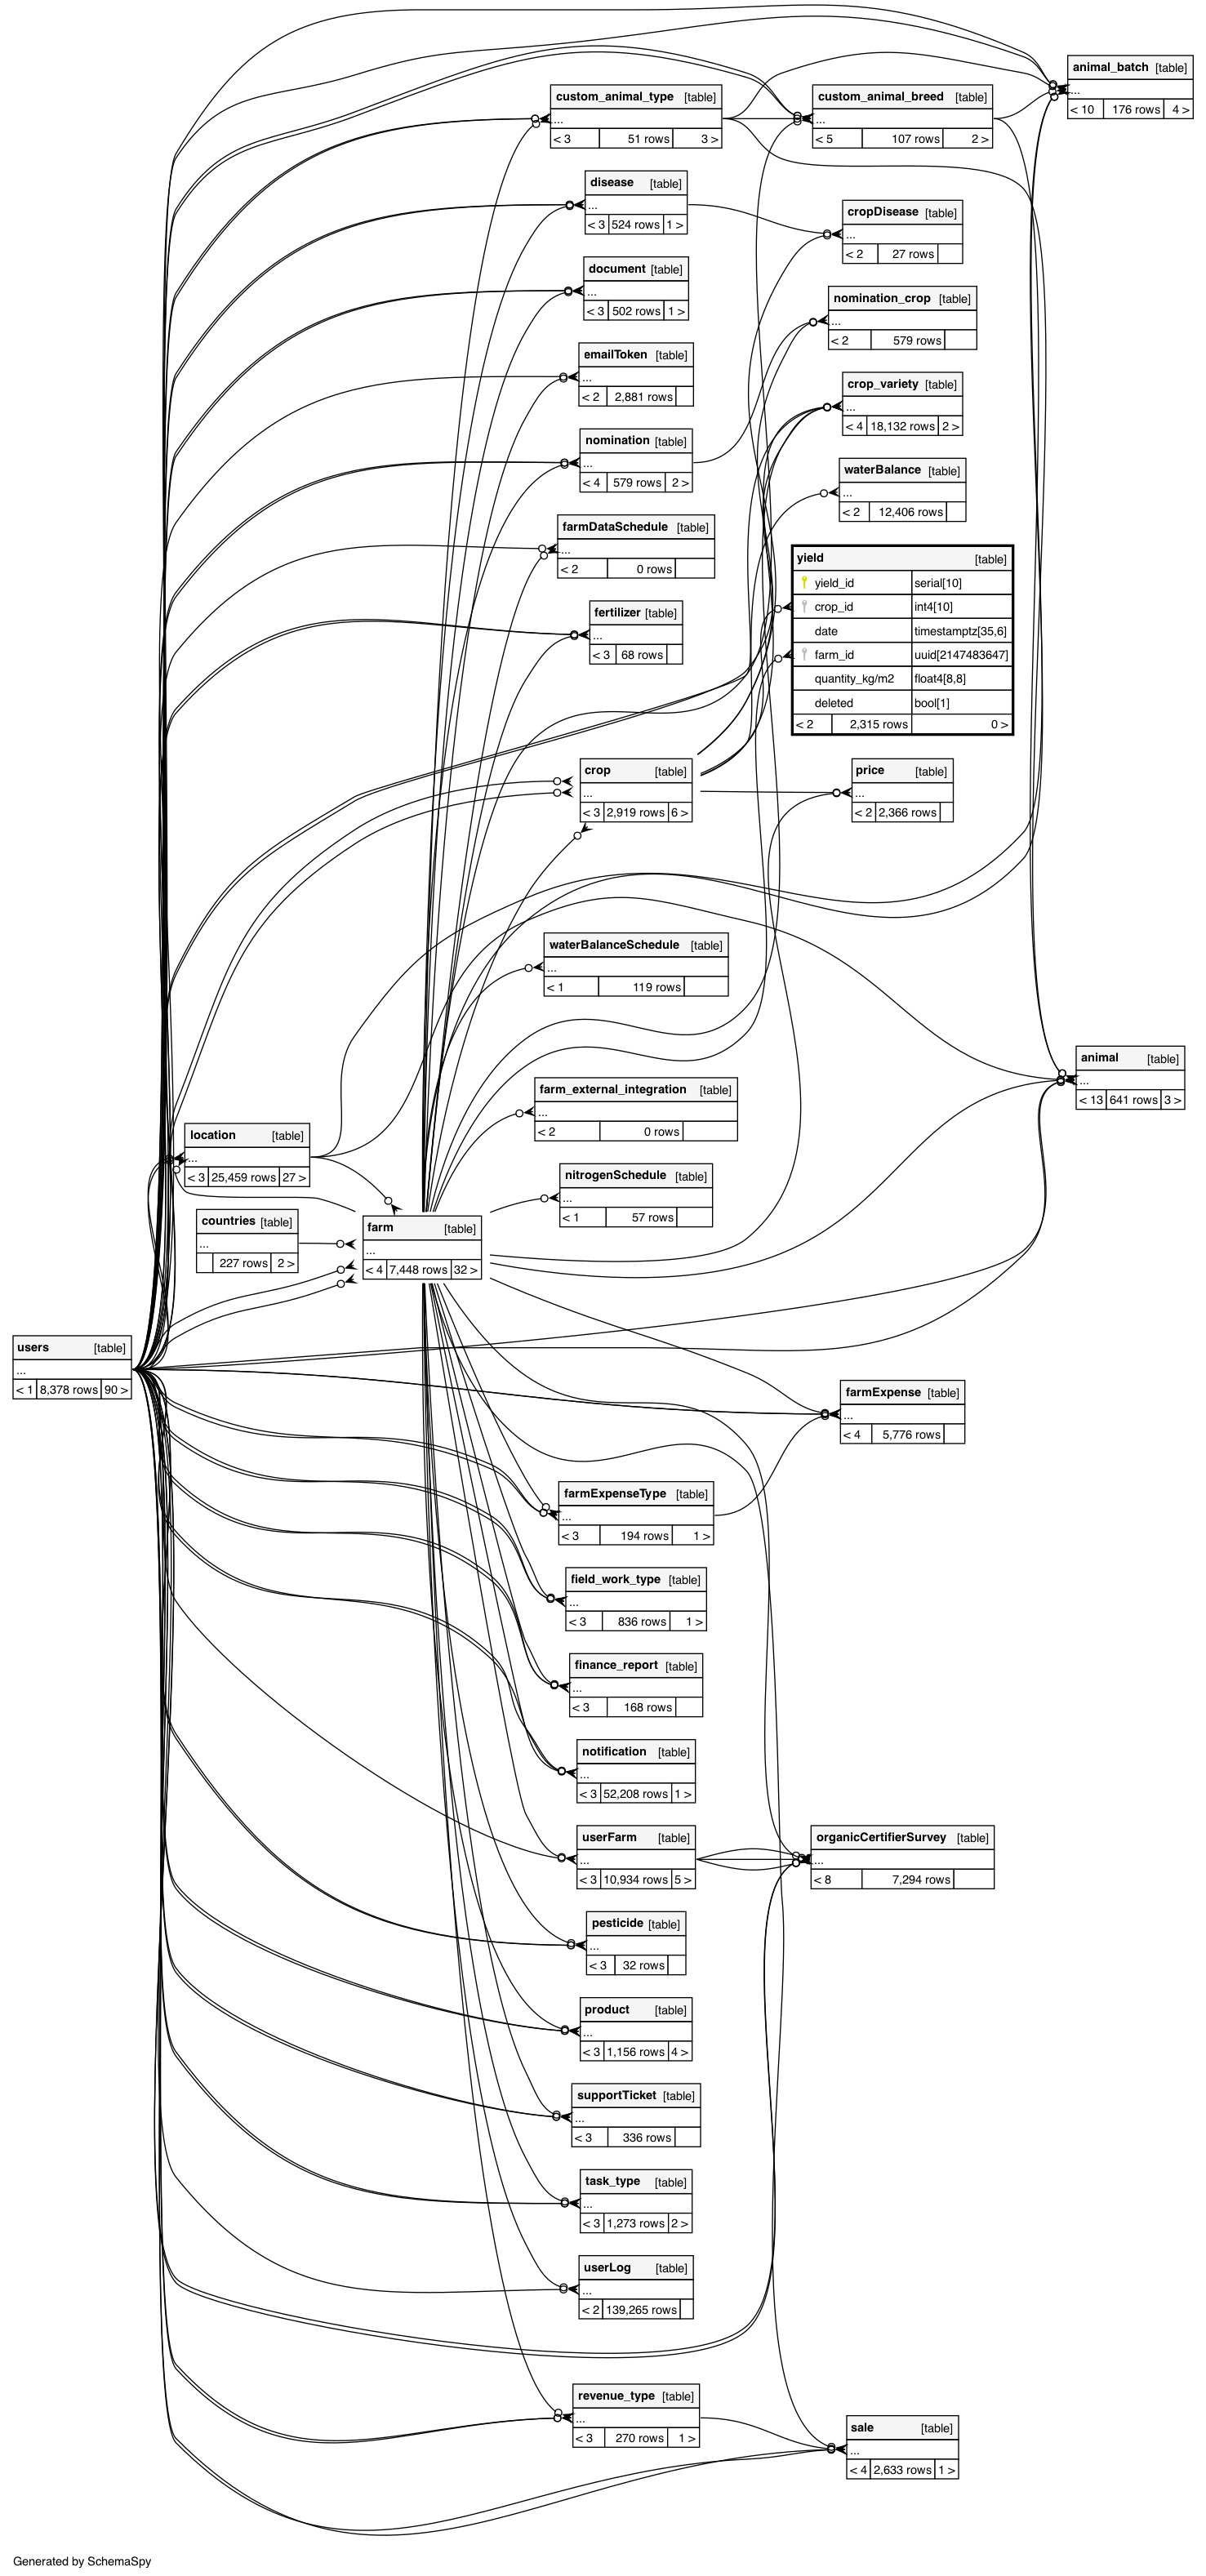 animal_batch [table]
...
< 10 176 rows 4 >
custom_animal_type [table]
...
< 3 51 rows 3 >
custom_animal_breed [table]
...
< 5 107 rows 2 >
disease [table]
...
< 3 524 rows 1 >
cropDisease [table]
...
< 2 27 rows
document [table]
...
< 3 502 rows 1 >
nomination_crop [table]
...
< 2 579 rows
emailToken [table]
...
< 2 2,881 rows
crop_variety [table]
...
< 4 18,132 rows 2 >
nomination [table]
...
< 4 579 rows 2 >
waterBalance [table]
...
< 2 12,406 rows
farmDataSchedule [table]
...
< 2 0 rows
yield [table]
yield_id serial[10]
crop_id int4[10]
date timestamptz[35,6]
farm_id uuid[2147483647]
quantity_kg/m2 float4[8,8]
deleted bool[1]
< 2 2,315 rows 0 >
fertilizer [table]
...
< 3 68 rows
crop [table]
...
< 3 2,919 rows 6 >
price [table]
...
< 2 2,366 rows
waterBalanceSchedule [table]
...
< 1 119 rows
animal [table]
...
< 13 641 rows 3 >
farm_external_integration [table]
...
< 2 0 rows
location [table]
...
< 3 25,459 rows 27 >
nitrogenSchedule [table]
...
< 1 57 rows
countries [table]
...
227 rows 2 >
farm [table]
...
< 4 7,448 rows 32 >
users [table]
...
< 1 8,378 rows 90 >
farmExpense [table]
...
< 4 5,776 rows
farmExpenseType [table]
...
< 3 194 rows 1 >
field_work_type [table]
...
< 3 836 rows 1 >
finance_report [table]
...
< 3 168 rows
notification [table]
...
< 3 52,208 rows 1 >
userFarm [table]
...
< 3 10,934 rows 5 >
organicCertifierSurvey [table]
...
< 8 7,294 rows
pesticide [table]
...
< 3 32 rows
product [table]
...
< 3 1,156 rows 4 >
supportTicket [table]
...
< 3 336 rows
task_type [table]
...
< 3 1,273 rows 2 >
userLog [table]
...
< 2 139,265 rows
revenue_type [table]
...
< 3 270 rows 1 >
sale [table]
...
< 4 2,633 rows 1 >
Generated by SchemaSpy